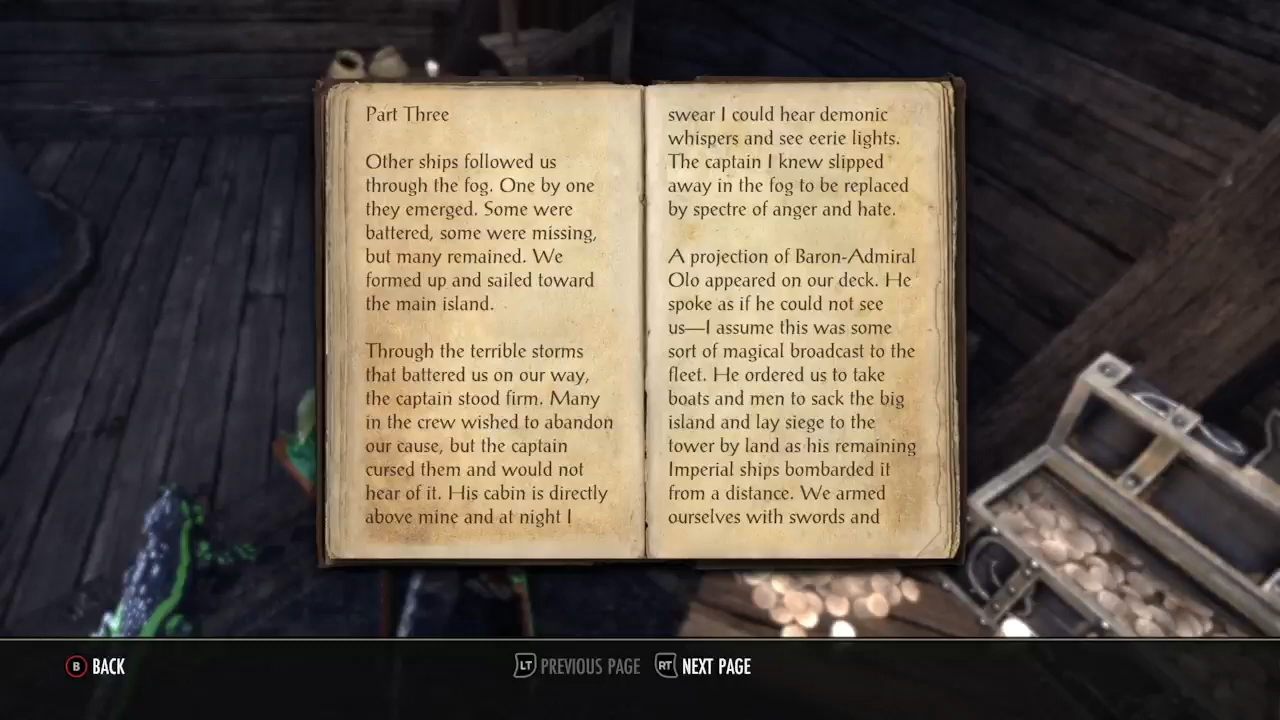 Part Three
Other ships followed us
through the fog. One by one
they emerged. Some were
battered, some were missing,
but many remained. We
formed up and sailed toward
the main island.
Through the terrible storms
that battered us on our way,
the captain stood firm. Many
in the crew wished to abandon
our cause, but the captain
cursed them and would not
hear of it. His cabin is directly
above mine and at night I
swear I could hear demonic
whispers and see eerie lights.
The captain I knew slipped
away in the fog to be replaced
by spectre of anger and hate.
A projection of Baron-Admiral
Olo appeared on our deck. He
spoke as if he could not see
us—I assume this was some
sort of magical broadcast to the
fleet. He ordered us to take
boats and men to sack the big
island and lay siege to the
tower by land as his remaining
Imperial ships bombarded it
from a distance. We armed
ourselves with swords and
B BACK
LT PREVIOUS PAGE RT NEXT PAGE